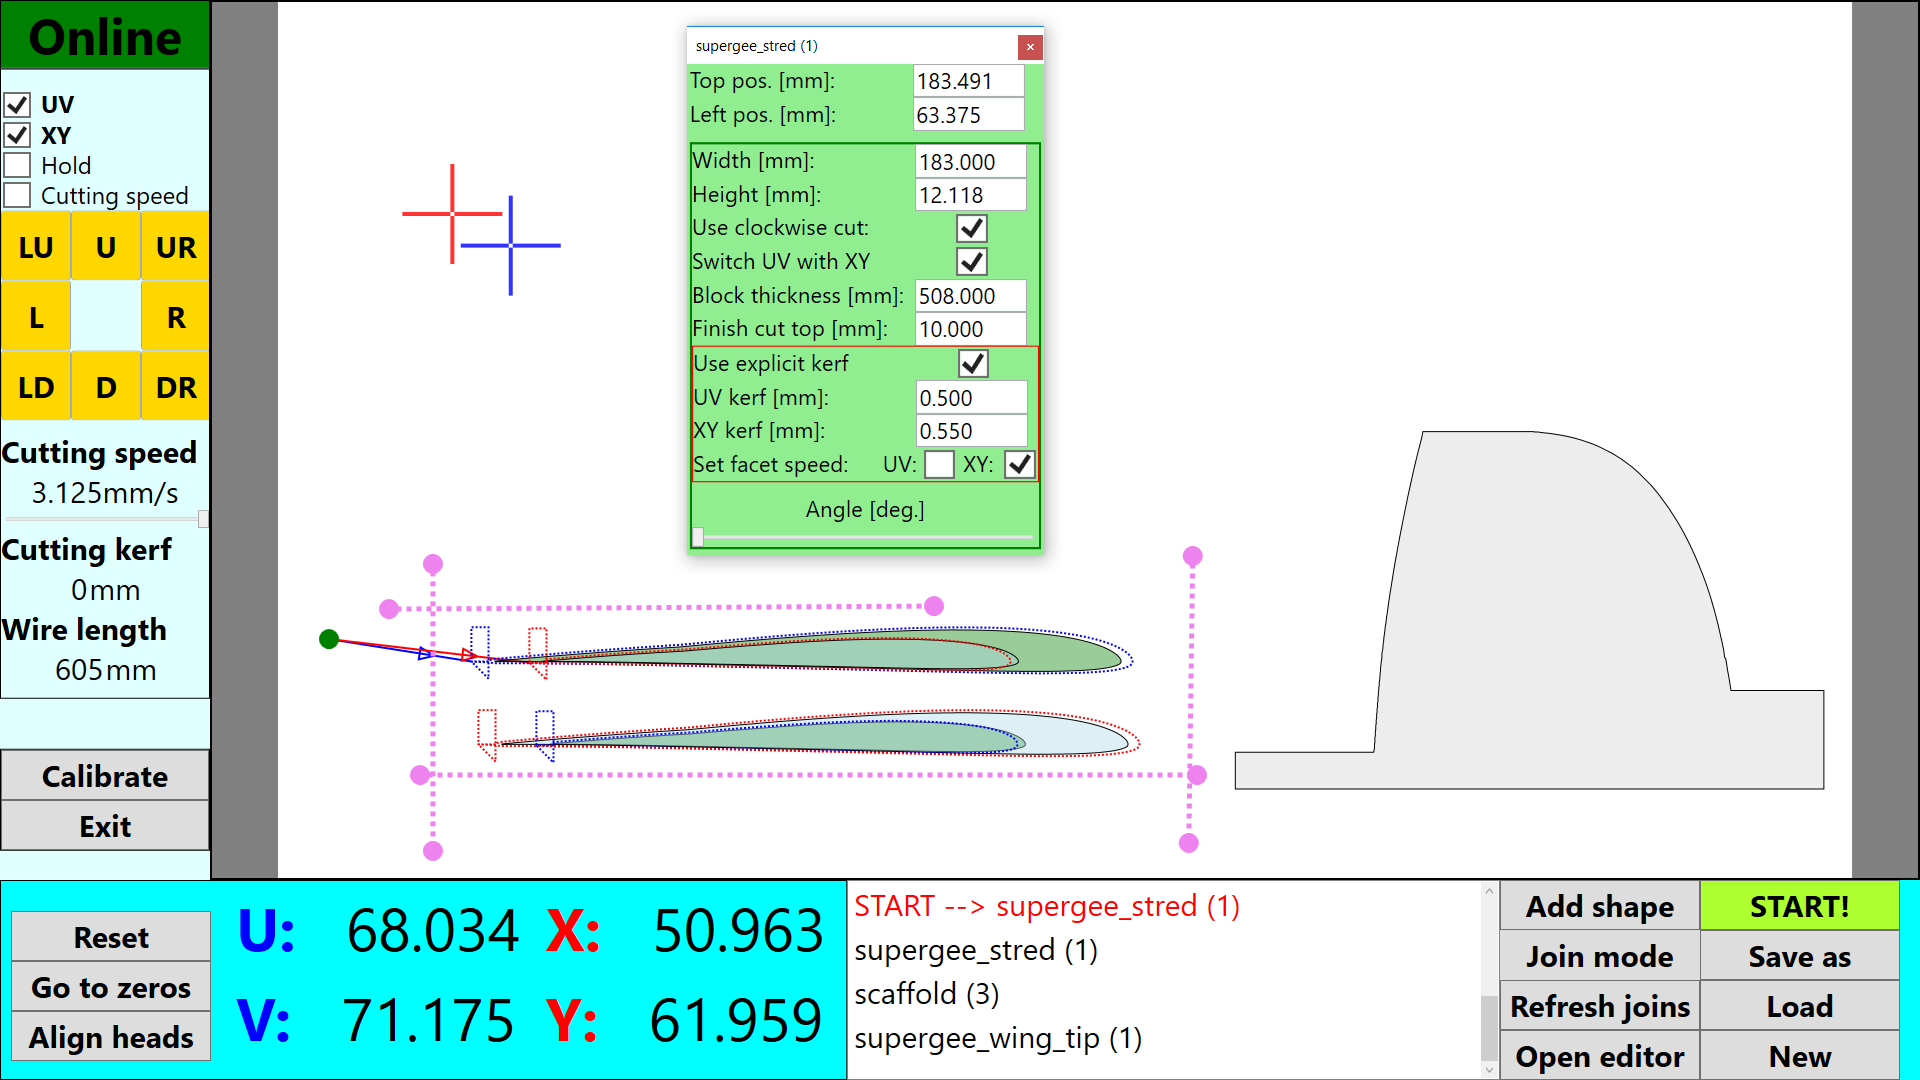 Online
UV
XY
Hold
Cutting speed
LU U UR
L R
LD D DR
Cutting speed
3.125mm/s
Cutting kerf
0mm
Wire length
605mm
Calibrate
Exit
supergee_stred (1)
Top pos. [mm]: 183.491
Left pos. [mm]: 63.375
Width [mm]: 183.000
Height [mm]: 12.118
Use clockwise cut:
Switch UV with XY
Block thickness [mm]: 508.000
Finish cut top [mm]: 10.000
Use explicit kerf
UV kerf [mm]: 0.500
XY kerf [mm]: 0.550
Set facet speed: UV: XY:
Angle [deg.]
Reset
Go to zeros
Align heads
U: 68.034 X: 50.963
V: 71.175 Y: 61.959
START --> supergee_stred (1)
supergee_stred (1)
scaffold (3)
supergee_wing_tip (1)
Add shape START!
Join mode Save as
Refresh joins Load
Open editor New